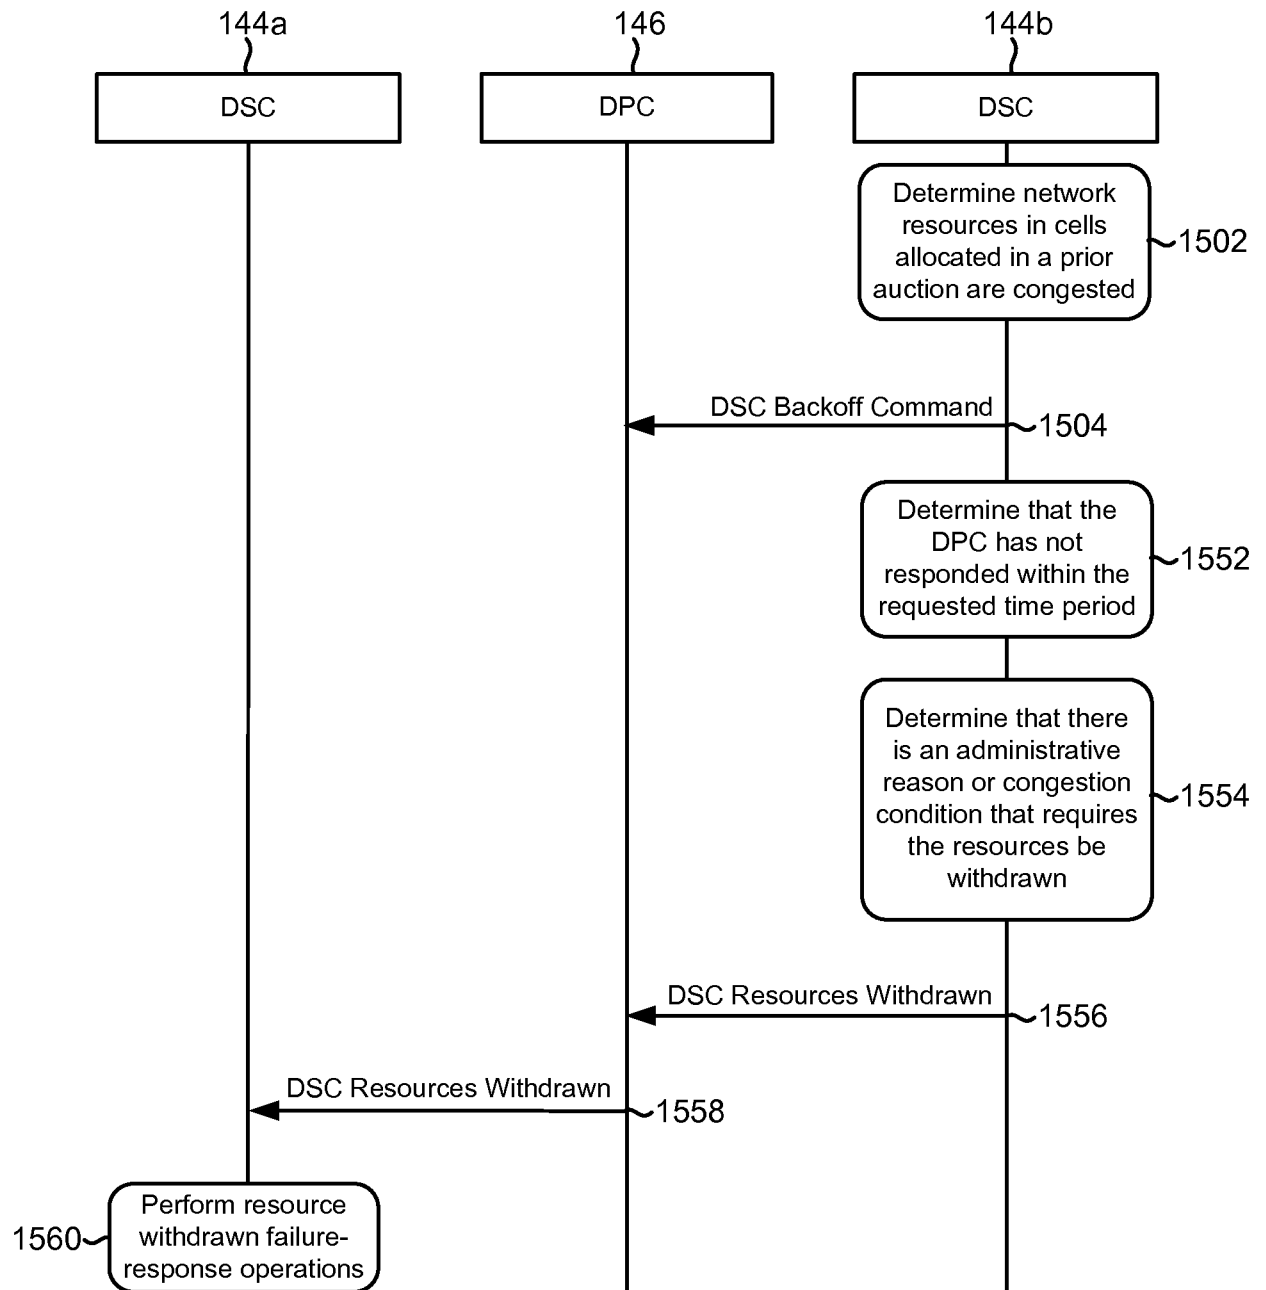 144a
146
144b
DSC
DPC
DSC
Determine network
resources in cells
allocated in a prior
auction are congested
1502
DSC Backoff Command
1504
Determine that the
DPC has not
responded within the
requested time period
1552
Determine that there
is an administrative
reason or congestion
condition that requires
the resources be
withdrawn
1554
DSC Resources Withdrawn
1556
DSC Resources Withdrawn
1558
Perform resource
withdrawn failure-
response operations
1560